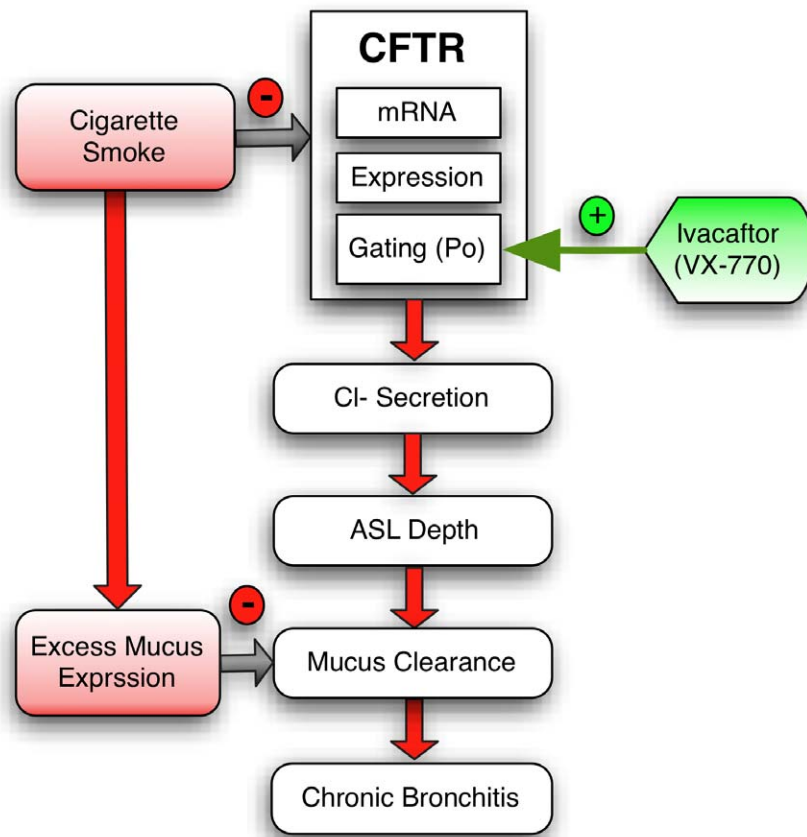 CFTR
-
Cigarette
Smoke
mRNA
Expression
+
Gating (Po)
Ivacaftor
(VX-770)
Cl- Secretion
ASL Depth
-
Excess Mucus
Exprssion
Mucus Clearance
Chronic Bronchitis